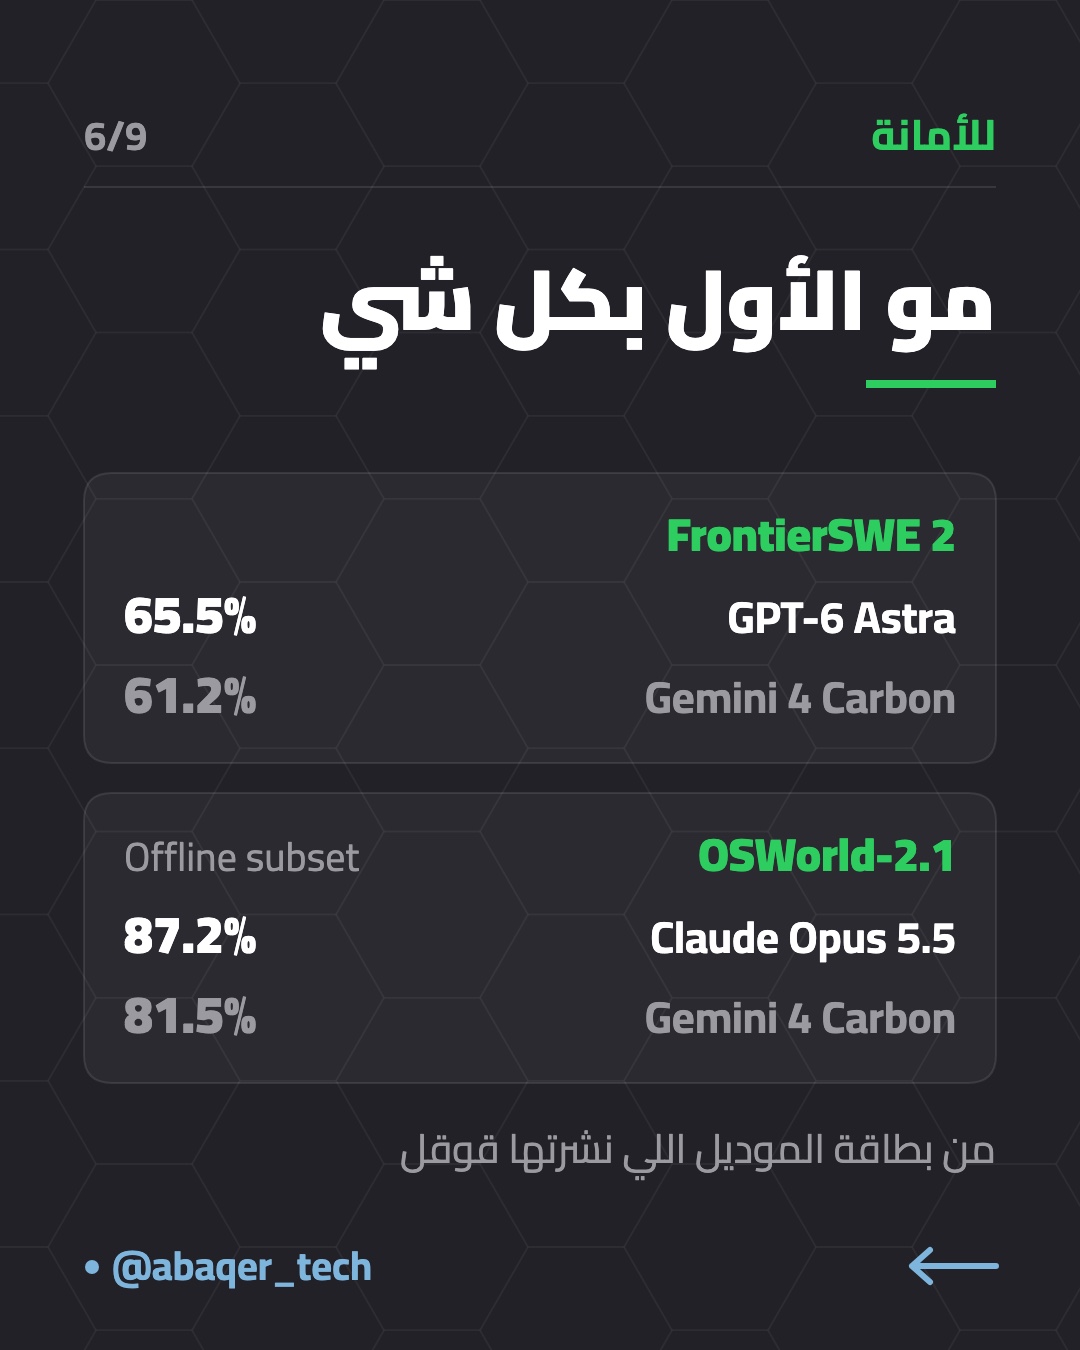 للأمانة
6/9
مو الأول بكل شي
FrontierSWE 2
GPT-6 Astra 65.5%
Gemini 4 Carbon 61.2%
OSWorld-2.1 Offline subset
Claude Opus 5.5 87.2%
Gemini 4 Carbon 81.5%
من بطاقة الموديل اللي نشرتها قوقل
• @abaqer_tech